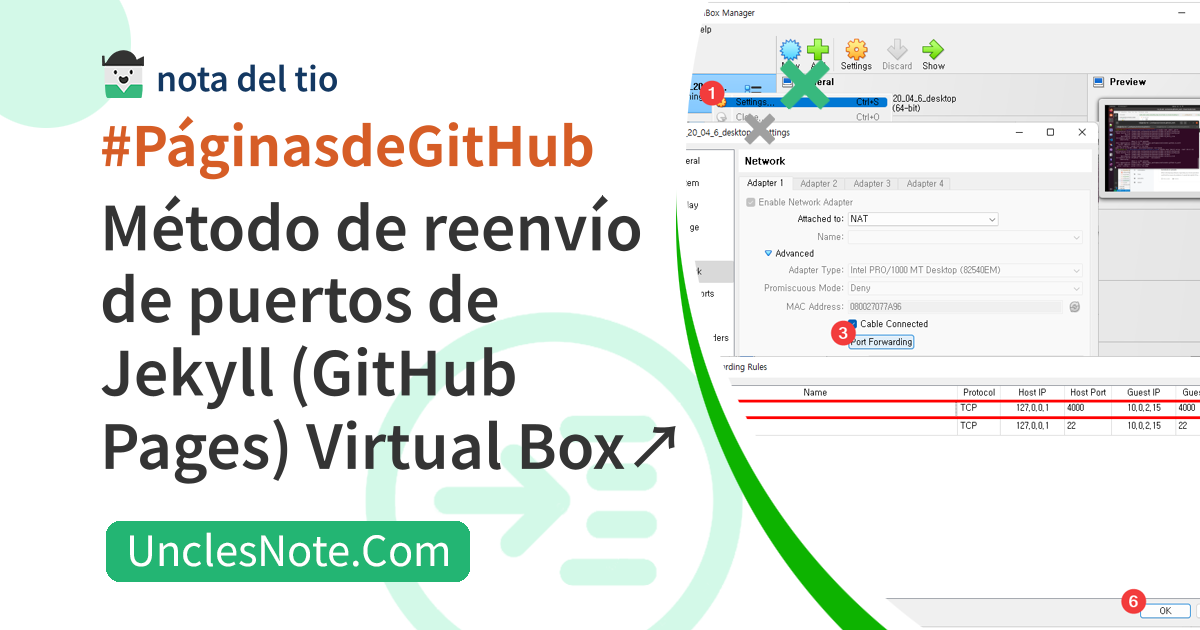 nota del tio
#PáginasdeGitHub
Método de reenvío
de puertos de
Jekyll (GitHub
Pages) Virtual Box↗
UnclesNote.Com
Box Manager
elp
Settings
Discard
Show
1
Settings...
Ctrl+S
Ctrl+O
20_04_6_desktop
(64-bit)
Preview
Network
Adapter 1
Adapter 2
Adapter 3
Adapter 4
Enable Network Adapter
Attached to: NAT
Name:
Advanced
Adapter Type: Intel PRO/1000 MT Desktop (82540EM)
Promiscuous Mode: Deny
MAC Address: 080027077A96
Cable Connected
3
Port Forwarding
rding Rules
Name Protocol Host IP Host Port Guest IP Gues
TCP 127,0,0,1 4000 10,0,2,15 4000
TCP 127,0,0,1 22 10,0,2,15 22
6
OK